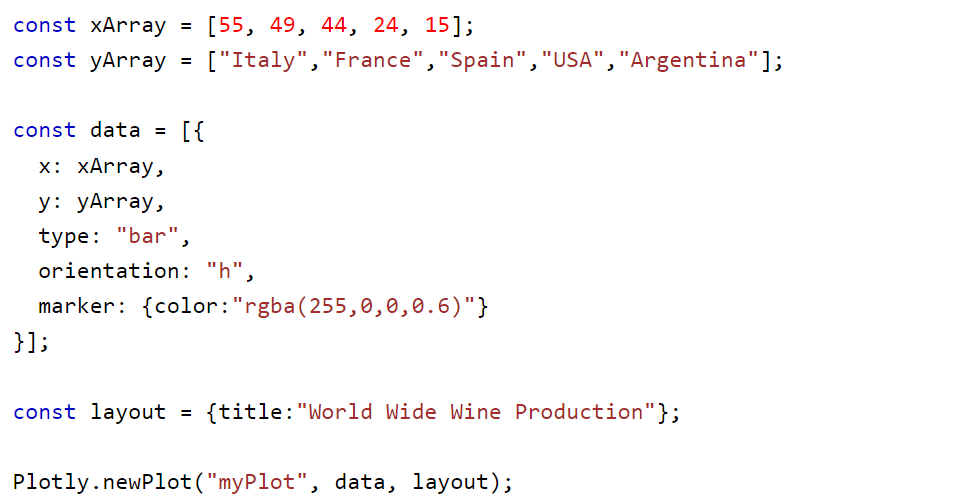 const xArray = [55, 49, 44, 24, 15];
const yArray = ["Italy","France","Spain","USA","Argentina"];
const data = [{
  x: xArray,
  y: yArray,
  type: "bar",
  orientation: "h",
  marker: {color:"rgba(255,0,0,0.6)"}
}];
const layout = {title:"World Wide Wine Production"};
Plotly.newPlot("myPlot", data, layout);